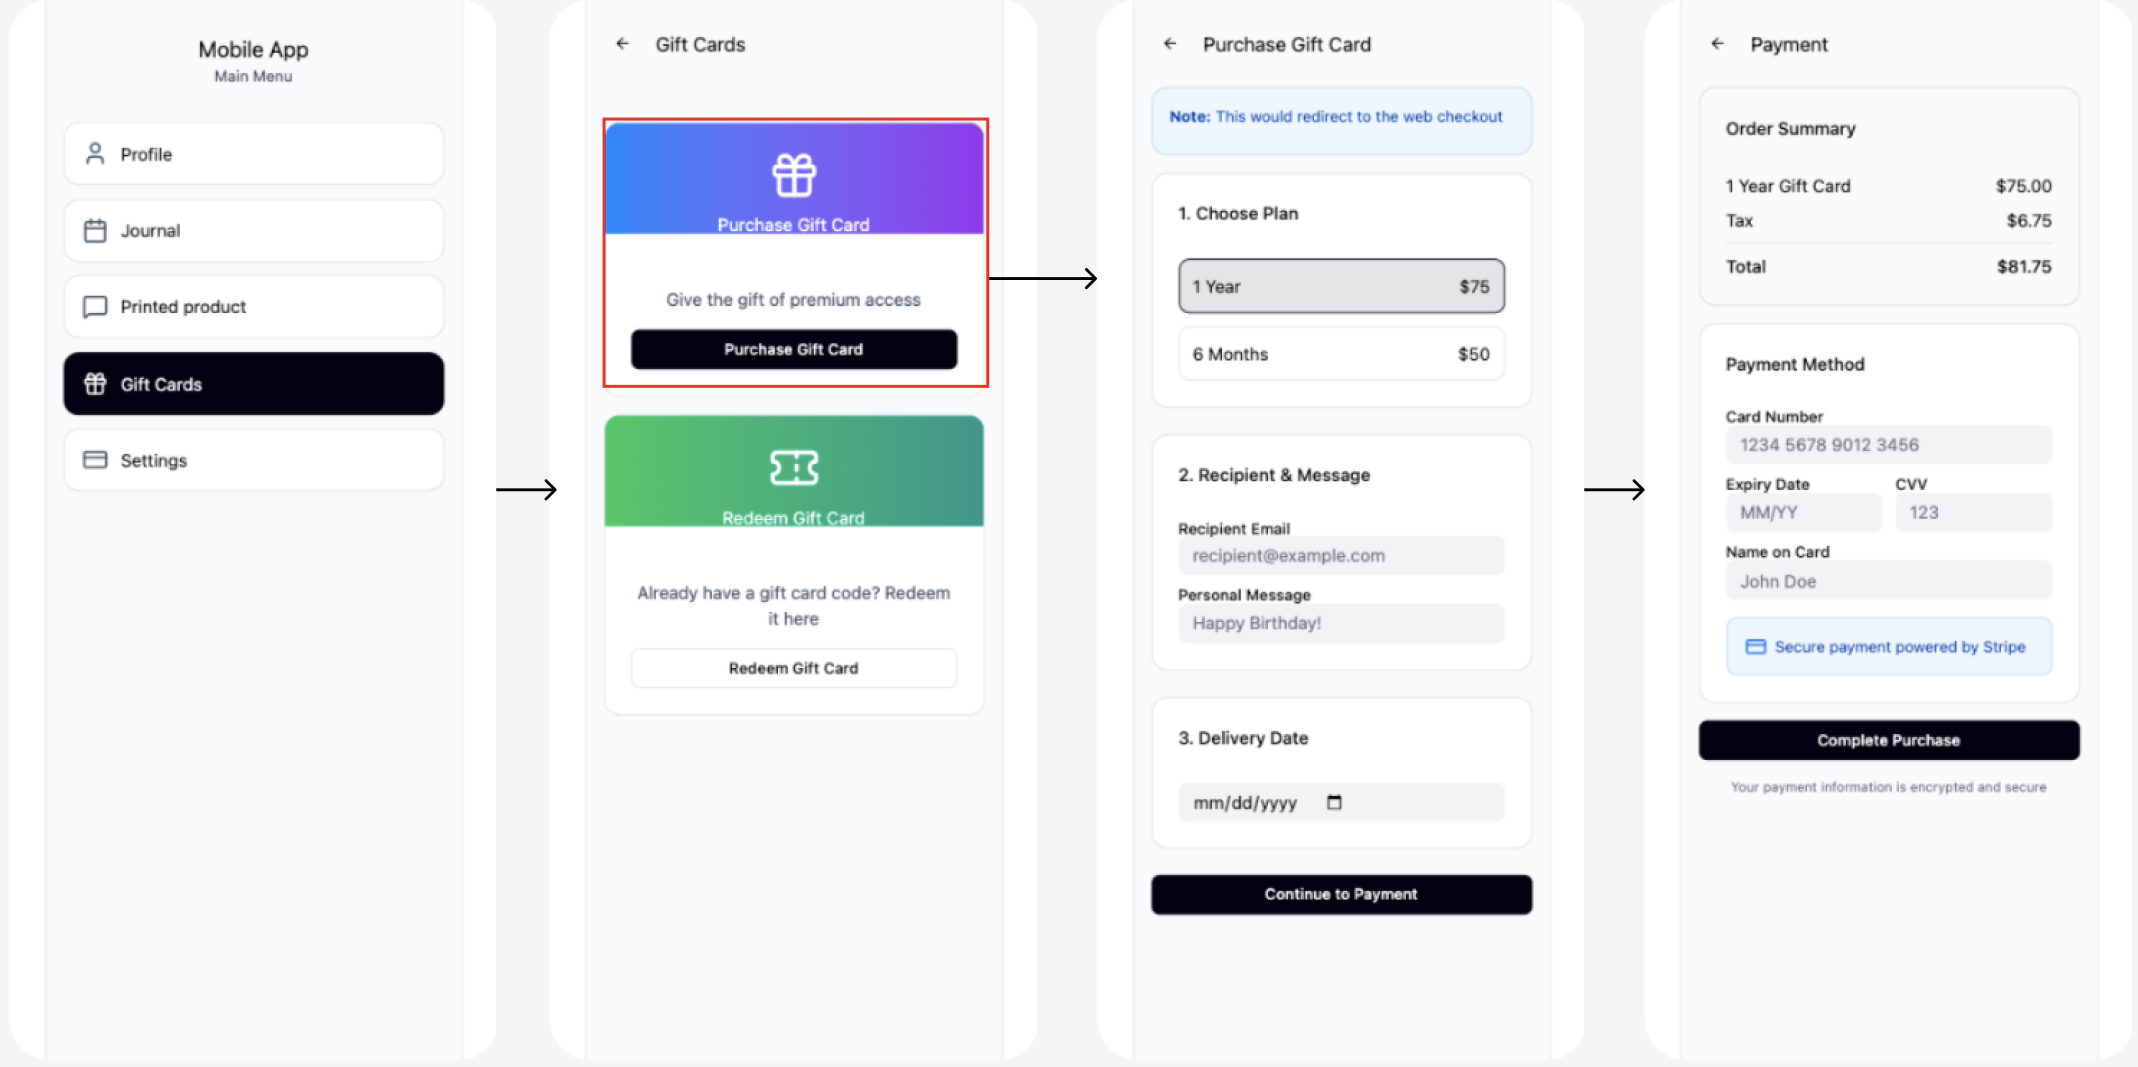 Mobile App
Main Menu
Profile
Journal
Printed product
Gift Cards
Settings
Gift Cards
Purchase Gift Card
Give the gift of premium access
Purchase Gift Card
Redeem Gift Card
Already have a gift card code? Redeem
it here
Redeem Gift Card
Purchase Gift Card
Note: This would redirect to the web checkout
1. Choose Plan
1 Year $75
6 Months $50
2. Recipient & Message
Recipient Email
recipient@example.com
Personal Message
Happy Birthday!
3. Delivery Date
mm/dd/yyyy
Continue to Payment
Payment
Order Summary
1 Year Gift Card $75.00
Tax $6.75
Total $81.75
Payment Method
Card Number
1234 5678 9012 3456
Expiry Date CVV
MM/YY 123
Name on Card
John Doe
Secure payment powered by Stripe
Complete Purchase
Your payment information is encrypted and secure